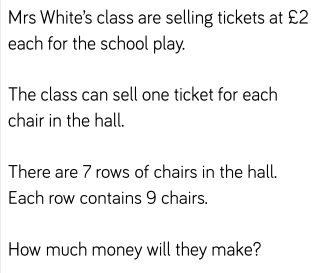 Mrs White's class are selling tickets at £2
each for the school play.
The class can sell one ticket for each
chair in the hall.
There are 7 rows of chairs in the hall.
Each row contains 9 chairs.
How much money will they make?